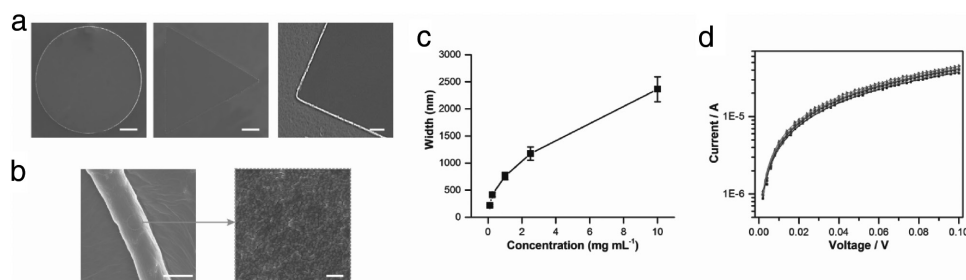 a
b
c
3000
2500
2000
1500
1000
500
0
Width (nm)
0
2
4
6
8
10
Concentration (mg mL⁻¹)
d
1E-5
1E-6
Current / A
0.00
0.02
0.04
0.06
0.08
0.10
Voltage / V